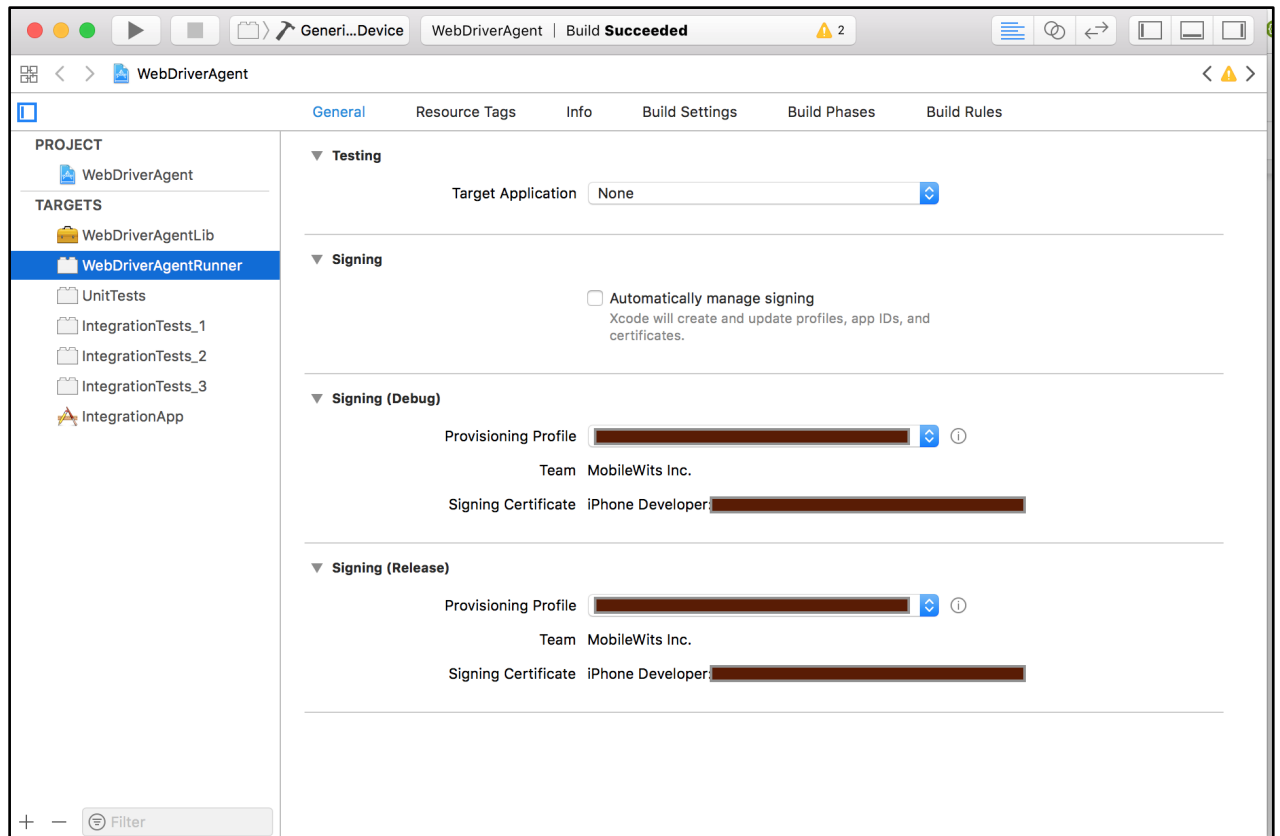 Generi...Device
WebDriverAgent | Build Succeeded
2
WebDriverAgent
General Resource Tags Info Build Settings Build Phases Build Rules
PROJECT
WebDriverAgent
TARGETS
WebDriverAgentLib
WebDriverAgentRunner
UnitTests
IntegrationTests_1
IntegrationTests_2
IntegrationTests_3
IntegrationApp
Filter
Testing
Target Application None
Signing
Automatically manage signing
Xcode will create and update profiles, app IDs, and
certificates.
Signing (Debug)
Provisioning Profile
Team MobileWits Inc.
Signing Certificate iPhone Developer:
Signing (Release)
Provisioning Profile
Team MobileWits Inc.
Signing Certificate iPhone Developer: